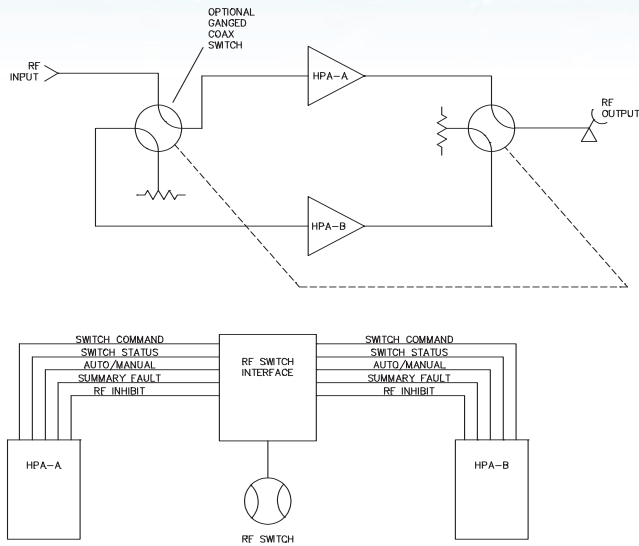 OPTIONAL
GANGED
COAX
SWITCH
RF
INPUT
HPA-A
RF
OUTPUT
HPA-B
SWITCH COMMAND
SWITCH STATUS
AUTO/MANUAL
SUMMARY FAULT
RF INHIBIT
RF SWITCH
INTERFACE
SWITCH COMMAND
SWITCH STATUS
AUTO/MANUAL
SUMMARY FAULT
RF INHIBIT
HPA-A
HPA-B
RF SWITCH